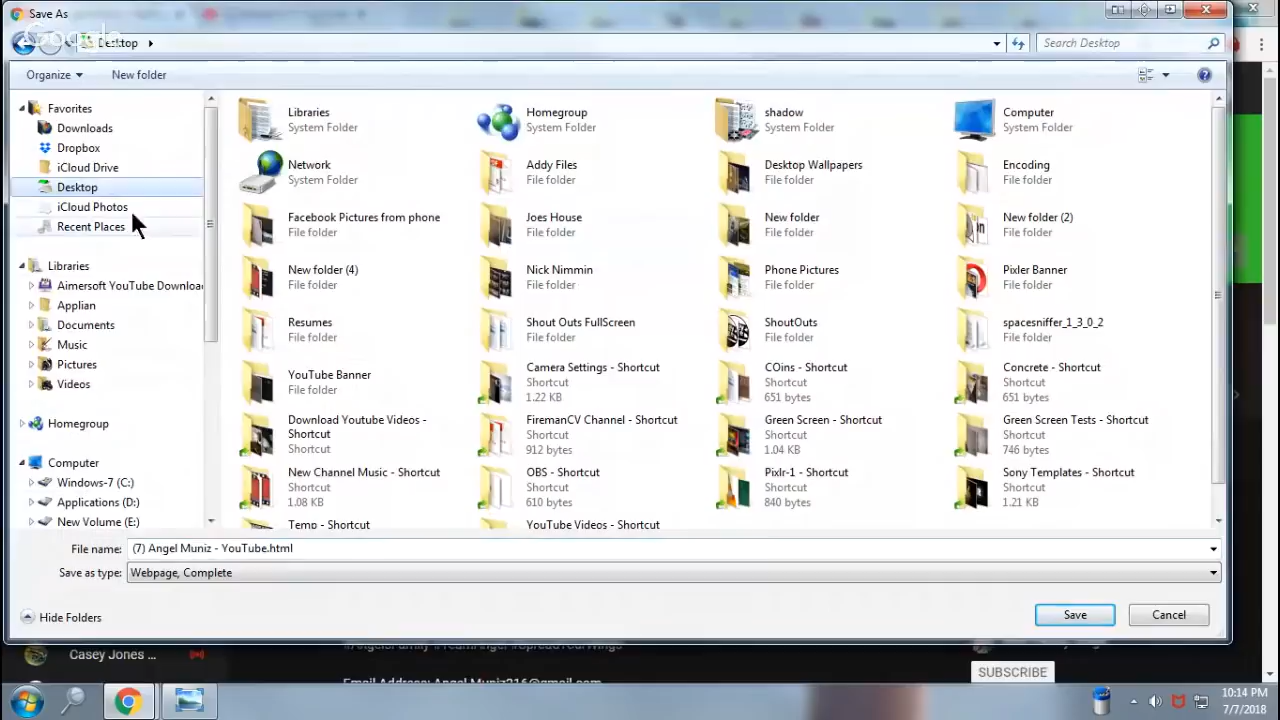 Save As
Google
Desktop
Search Desktop
Organize
New folder
Favorites
Downloads
Dropbox
iCloud Drive
Desktop
iCloud Photos
Recent Places
Libraries
Aimersoft YouTube Downloa
Applian
Documents
Music
Pictures
Videos
Homegroup
Computer
Windows-7 (C:)
Applications (D:)
New Volume (E:)
Libraries
System Folder
Homegroup
System Folder
shadow
System Folder
Computer
System Folder
Network
System Folder
Addy Files
File folder
Desktop Wallpapers
File folder
Encoding
File folder
Facebook Pictures from phone
File folder
Joes House
File folder
New folder
File folder
New folder (2)
File folder
New folder (4)
File folder
Nick Nimmin
File folder
Phone Pictures
File folder
Pixler Banner
File folder
Resumes
File folder
Shout Outs FullScreen
File folder
ShoutOuts
File folder
spacesniffer_1_3_0_2
File folder
YouTube Banner
File folder
Camera Settings - Shortcut
Shortcut
1.22 KB
COins - Shortcut
Shortcut
651 bytes
Concrete - Shortcut
Shortcut
651 bytes
Download Youtube Videos -
Shortcut
Shortcut
FiremanCV Channel - Shortcut
Shortcut
912 bytes
Green Screen - Shortcut
Shortcut
1.04 KB
Green Screen Tests - Shortcut
Shortcut
746 bytes
New Channel Music - Shortcut
Shortcut
1.08 KB
OBS - Shortcut
Shortcut
610 bytes
Pixlr-1 - Shortcut
Shortcut
840 bytes
Sony Templates - Shortcut
Shortcut
1.21 KB
Temp - Shortcut
YouTube Videos - Shortcut
File name: (7) Angel Muniz - YouTube.html
Save as type: Webpage, Complete
Hide Folders
Save
Cancel
Casey Jones ...
Email Address: Angel.Muniz216@gmail.com
SUBSCRIBE
10:14 PM
7/7/2018